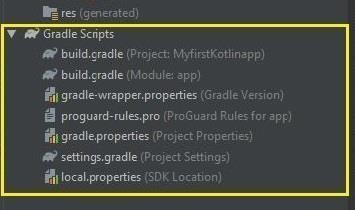 res (generated)
Gradle Scripts
build.gradle (Project: MyfirstKotlinapp)
build.gradle (Module: app)
gradle-wrapper.properties (Gradle Version)
proguard-rules.pro (ProGuard Rules for app)
gradle.properties (Project Properties)
settings.gradle (Project Settings)
local.properties (SDK Location)